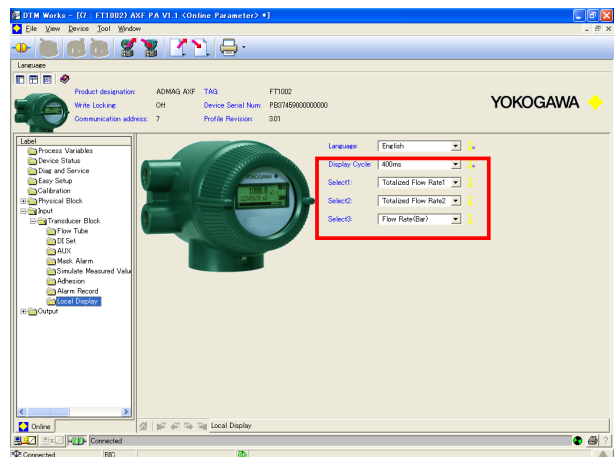 DTM Works - [(7 : FT1002) AXF PA V1.1 <Online Parameter> *]
File View Device Tool Window
Language
Product designation: ADMAG AXF TAG: FT1002
Write Locking: Off Device Serial Num: PB37459000000000
Communication address: 7 Profile Revision: 3.01
YOKOGAWA
Label
Process Variables
Device Status
Diag and Service
Easy Setup
Calibration
Physical Block
Input
Transducer Block
Flow Tube
DI Set
AUX
Mask Alarm
Simulate Measured Valu
Adhesion
Alarm Record
Local Display
Output
YOKOGAWA
1000.0
Language: English
Display Cycle: 400ms
Select1: Totalized Flow Rate1
Select2: Totalized Flow Rate2
Select3: Flow Rate(Bar)
Online
Local Display
Connected
Connected